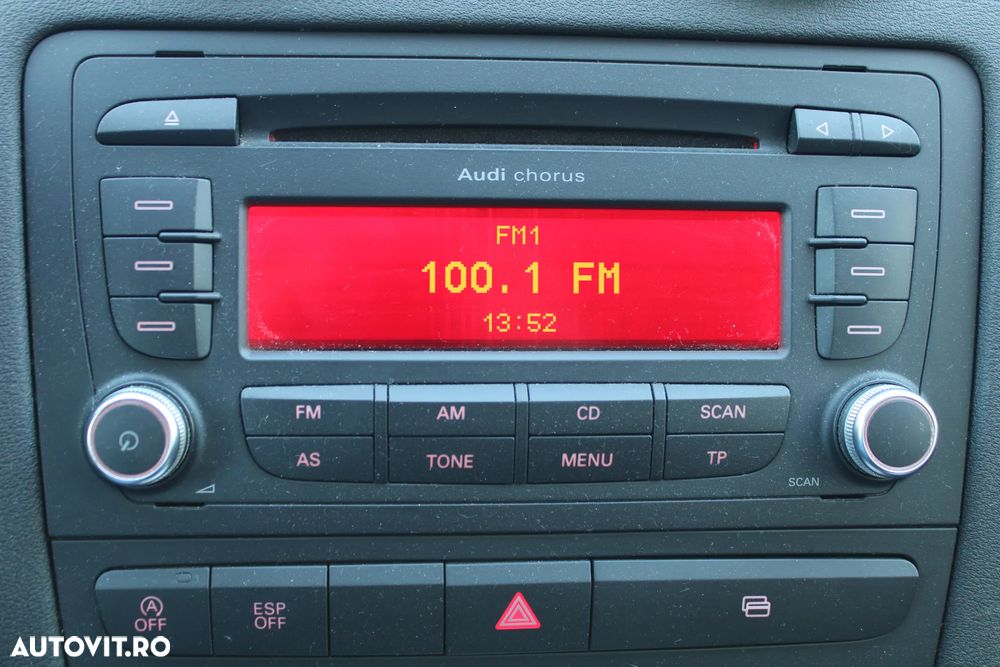 Audi chorus
FM1
100.1 FM
13:52
FM AM CD SCAN
AS TONE MENU TP
SCAN
A
OFF
ESP
OFF
AUTOVIT.RO